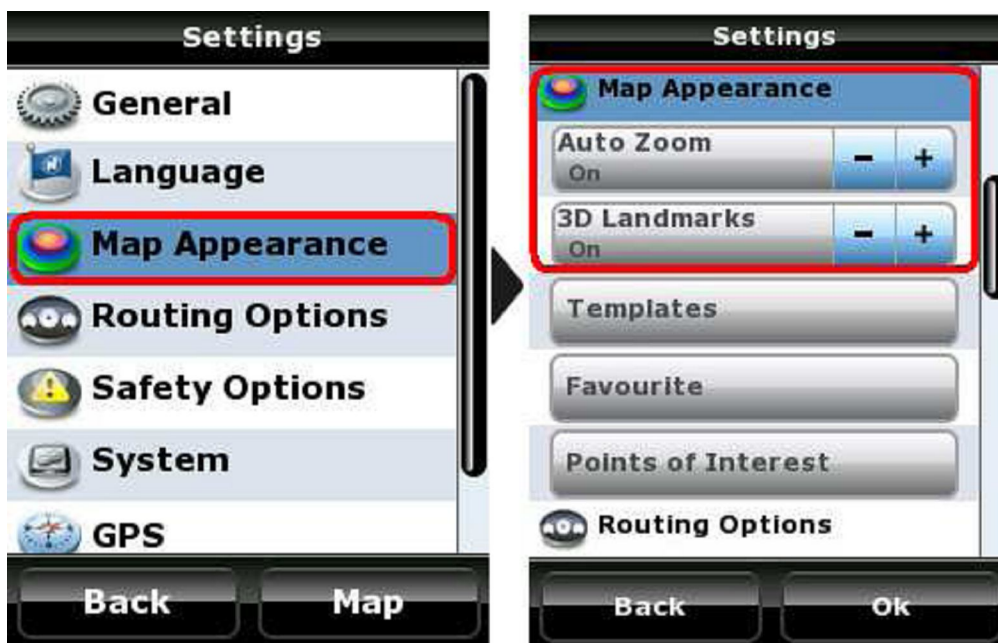 Settings
General
Language
Map Appearance
Routing Options
Safety Options
System
GPS
Back Map
Settings
Map Appearance
Auto Zoom
On
- +
3D Landmarks
On
- +
Templates
Favourite
Points of Interest
Routing Options
Back Ok